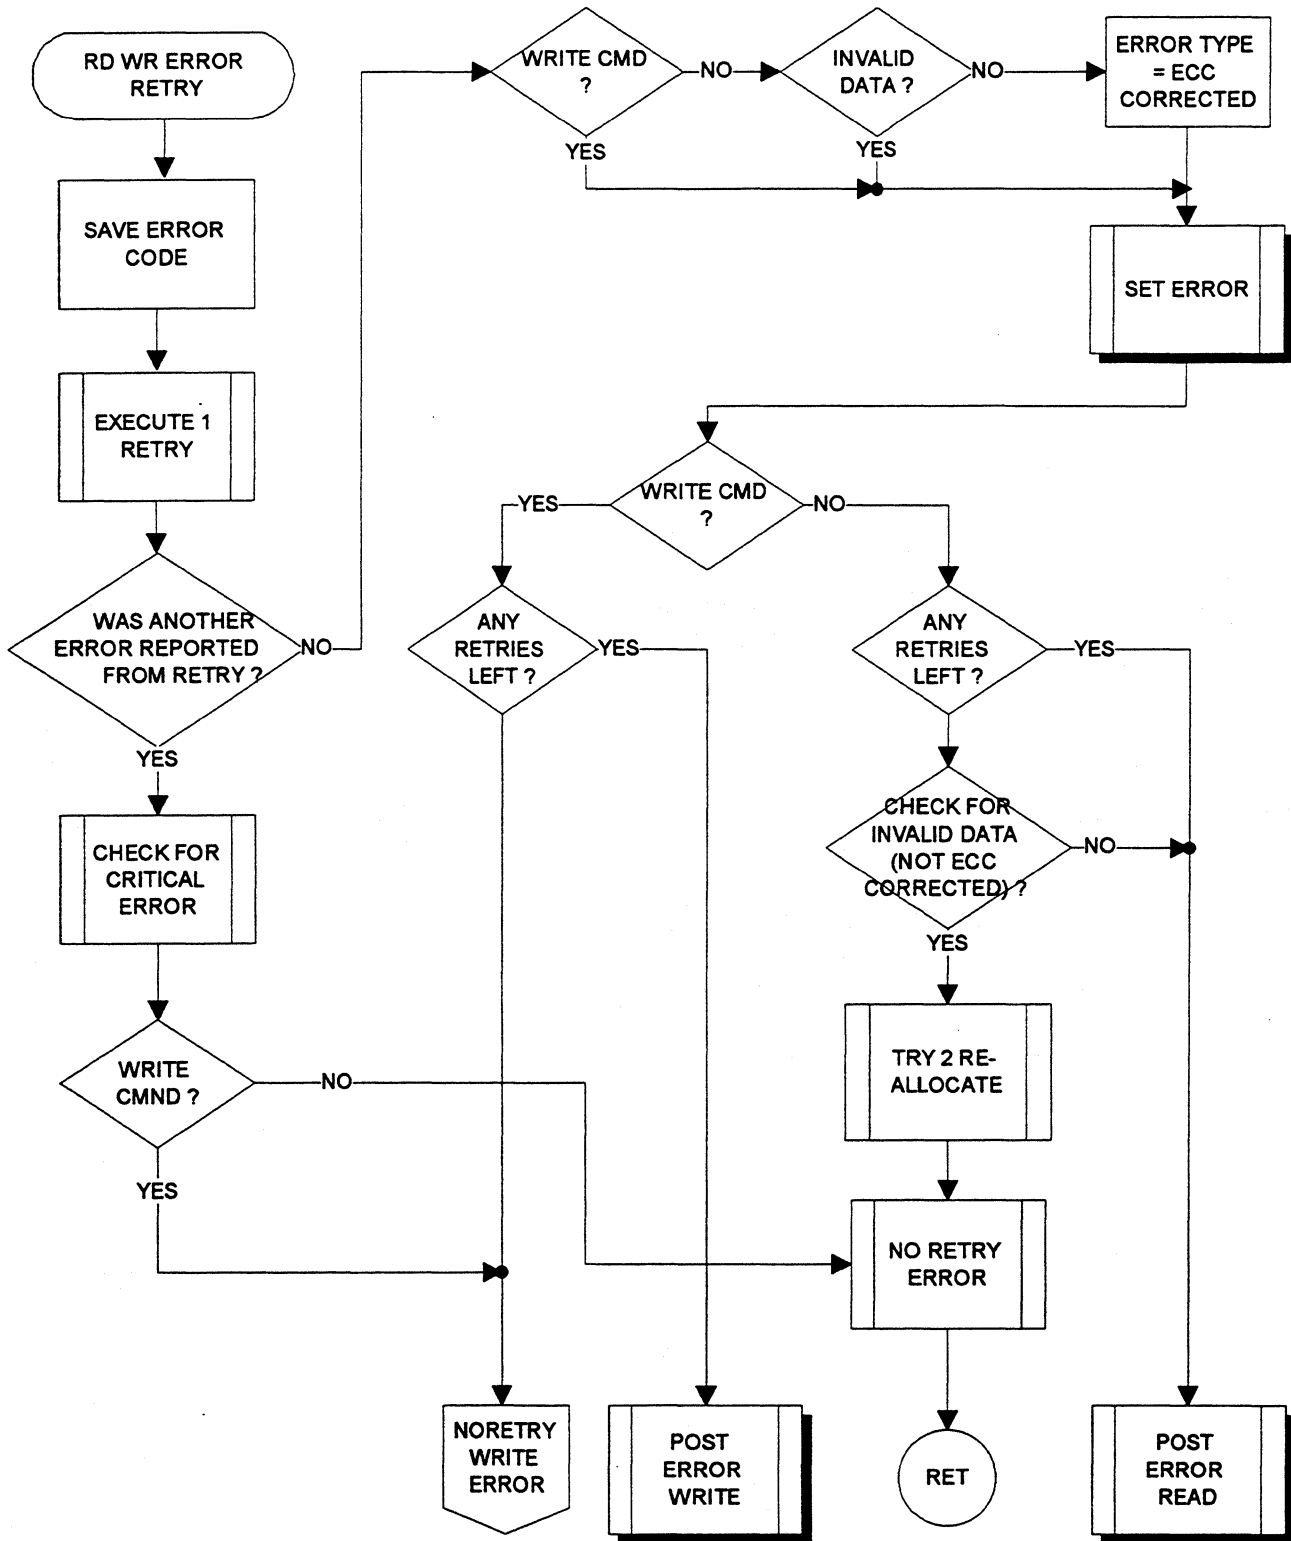 RD WR ERROR
RETRY
SAVE ERROR
CODE
EXECUTE 1
RETRY
WAS ANOTHER
ERROR REPORTED
FROM RETRY ?
NO
YES
CHECK FOR
CRITICAL
ERROR
WRITE
CMND ?
NO
YES
WRITE CMD
?
NO
YES
INVALID
DATA ?
NO
YES
ERROR TYPE
= ECC
CORRECTED
SET ERROR
WRITE CMD
?
YES
NO
ANY
RETRIES
LEFT ?
YES
ANY
RETRIES
LEFT ?
YES
CHECK FOR
INVALID DATA
(NOT ECC
CORRECTED) ?
NO
YES
TRY 2 RE-
ALLOCATE
NO RETRY
ERROR
NORETRY
WRITE
ERROR
POST
ERROR
WRITE
RET
POST
ERROR
READ